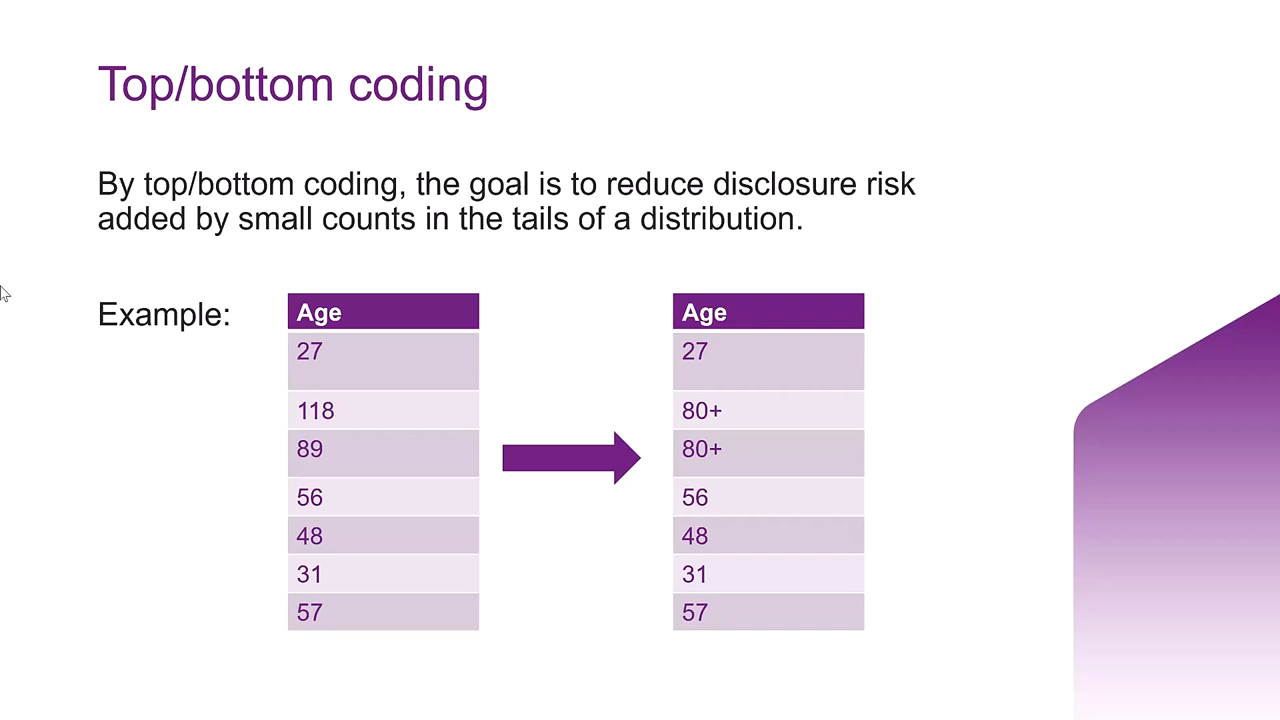 Top/bottom coding
By top/bottom coding, the goal is to reduce disclosure risk
added by small counts in the tails of a distribution.
Example:
Age
27
118
89
56
48
31
57
Age
27
80+
80+
56
48
31
57